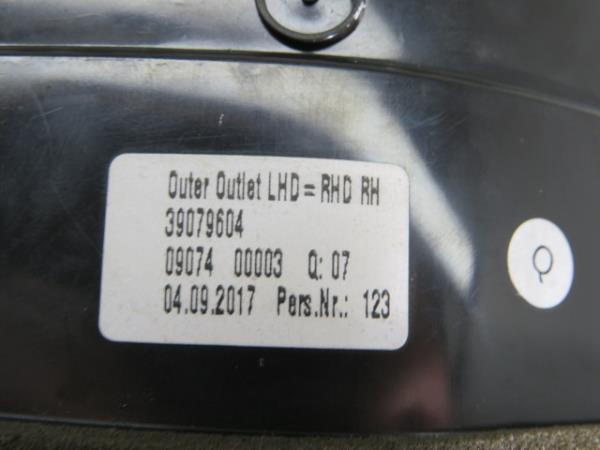 Outer Outlet LHD = RHD RH
39079604
09074 00003 Q: 07
04.09.2017 Pers.Nr.: 123
Q